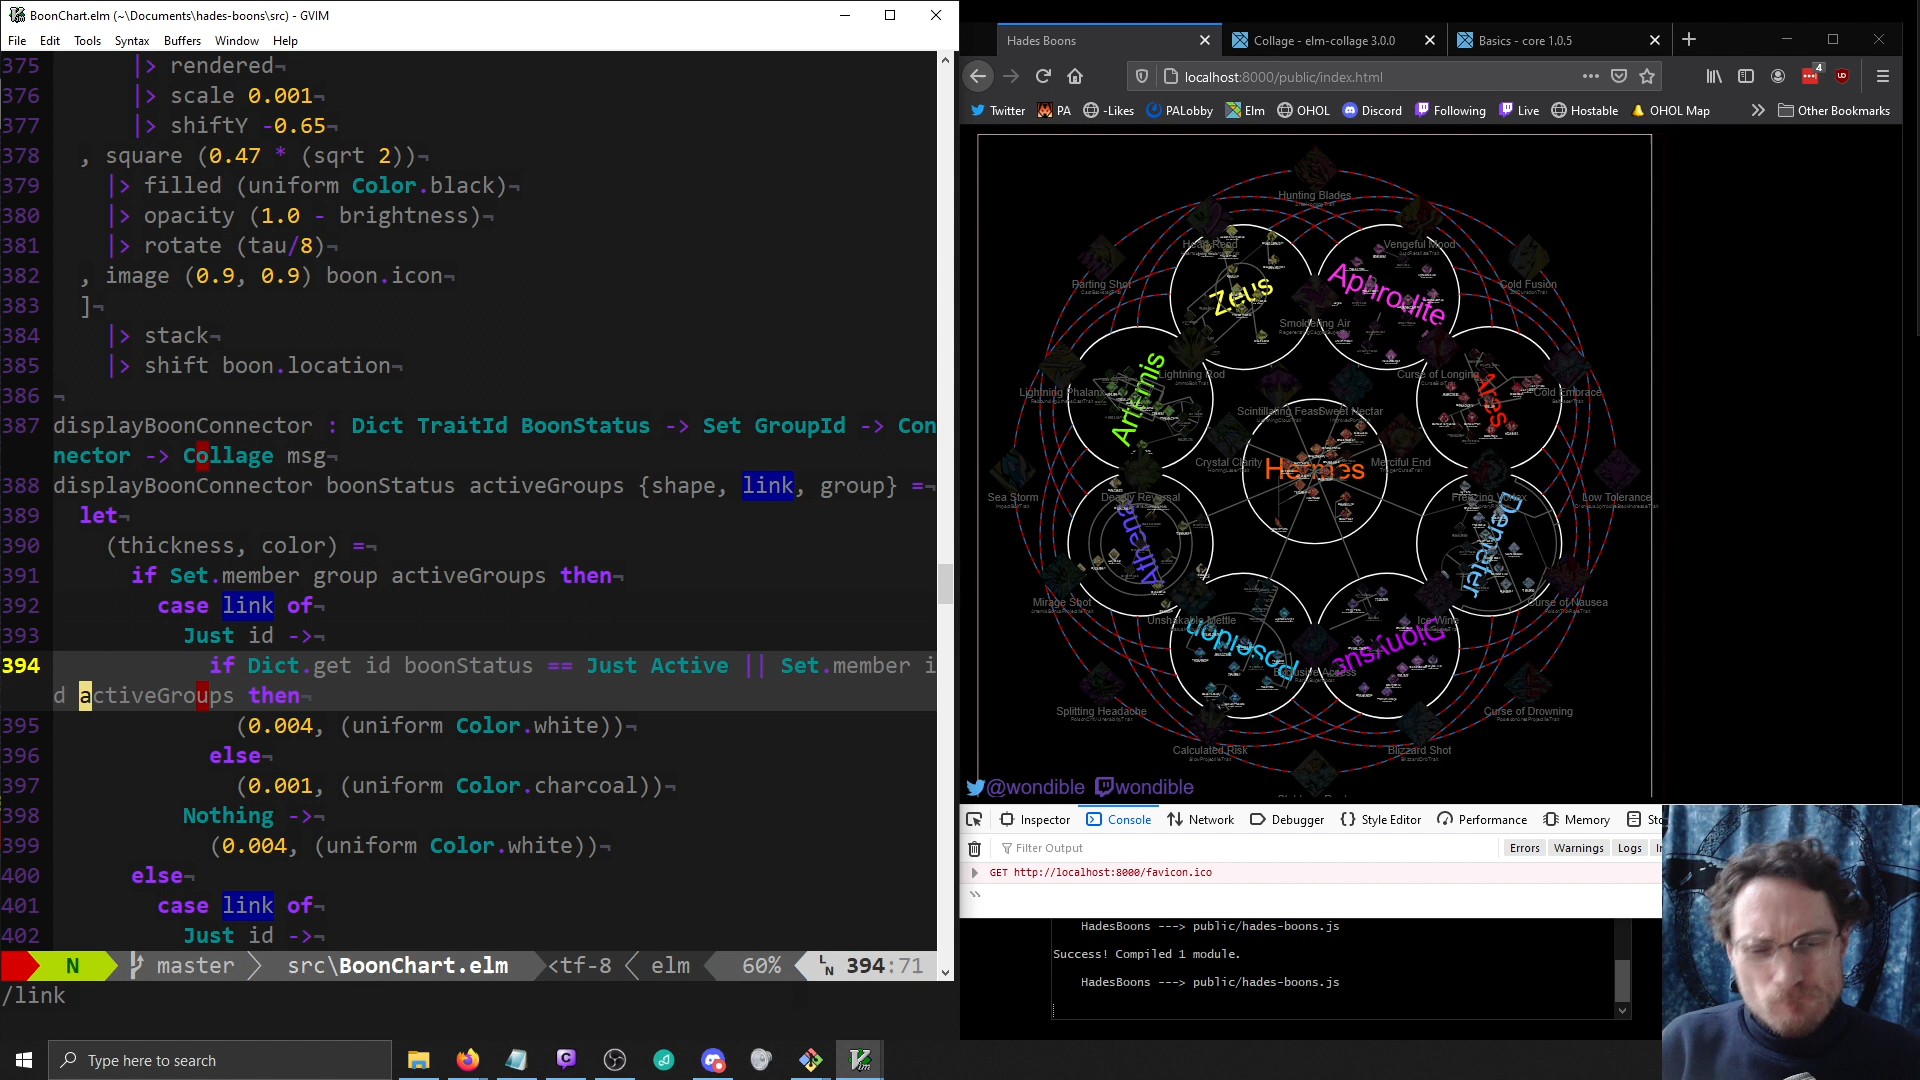 BoonChart.elm (~\Documents\hades-boons\src) - GVIM
File Edit Tools Syntax Buffers Window Help
375 |> rendered¬
376 |> scale 0.001¬
377 |> shiftY -0.65¬
378 , square (0.47 * (sqrt 2))¬
379 |> filled (uniform Color.black)¬
380 |> opacity (1.0 - brightness)¬
381 |> rotate (tau/8)¬
382 , image (0.9, 0.9) boon.icon¬
383 ]¬
384 |> stack¬
385 |> shift boon.location¬
386 ¬
387 displayBoonConnector : Dict TraitId BoonStatus -> Set GroupId -> Con
nector -> Collage msg¬
388 displayBoonConnector boonStatus activeGroups {shape, link, group} =¬
389 let¬
390 (thickness, color) =¬
391 if Set.member group activeGroups then¬
392 case link of¬
393 Just id ->¬
394 if Dict.get id boonStatus == Just Active || Set.member i
d activeGroups then¬
395 (0.004, (uniform Color.white))¬
396 else¬
397 (0.001, (uniform Color.charcoal))¬
398 Nothing ->¬
399 (0.004, (uniform Color.white))¬
400 else¬
401 case link of¬
402 Just id ->¬
N master src\BoonChart.elm <tf-8 elm 60% LN 394:71
/link
Hades Boons
Collage - elm-collage 3.0.0
Basics - core 1.0.5
localhost:8000/public/index.html
4
Twitter PA -Likes PALobby Elm OHOL Discord Following Live Hostable OHOL Map Other Bookmarks
Hunting Blades
Heart Rend
Vengeful Mood
Parting Shot
Cold Fusion
Zeus
Aphrodite
Smoldering Air
Lightning Rod
Curse of Longing
Lightning Phalanx
Cold Embrace
Artemis
Ares
Scintillating Feast
Sweet Nectar
Crystal Clarity
Hermes
Merciful End
Sea Storm
Deadly Reversal
Freezing Vortex
Low Tolerance
Athena
Demeter
Mirage Shot
Curse of Nausea
Unshakable Mettle
Ice Wine
Poseidon
Dionysus
Exclusive Access
Splitting Headache
Curse of Drowning
Calculated Risk
Blizzard Shot
@wondible wondible
Inspector Console Network Debugger Style Editor Performance Memory Sto
Filter Output
Errors Warnings Logs
GET http://localhost:8000/favicon.ico
HadesBoons ---> public/hades-boons.js
Success! Compiled 1 module.
HadesBoons ---> public/hades-boons.js
Type here to search